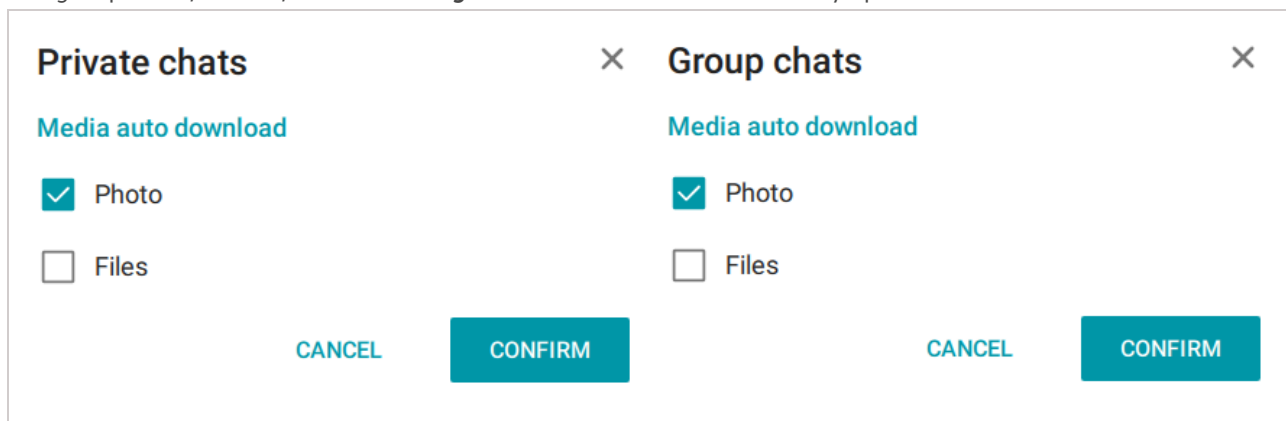 Private chats
Media auto download
Photo
Files
CANCEL CONFIRM
Group chats
Media auto download
Photo
Files
CANCEL CONFIRM